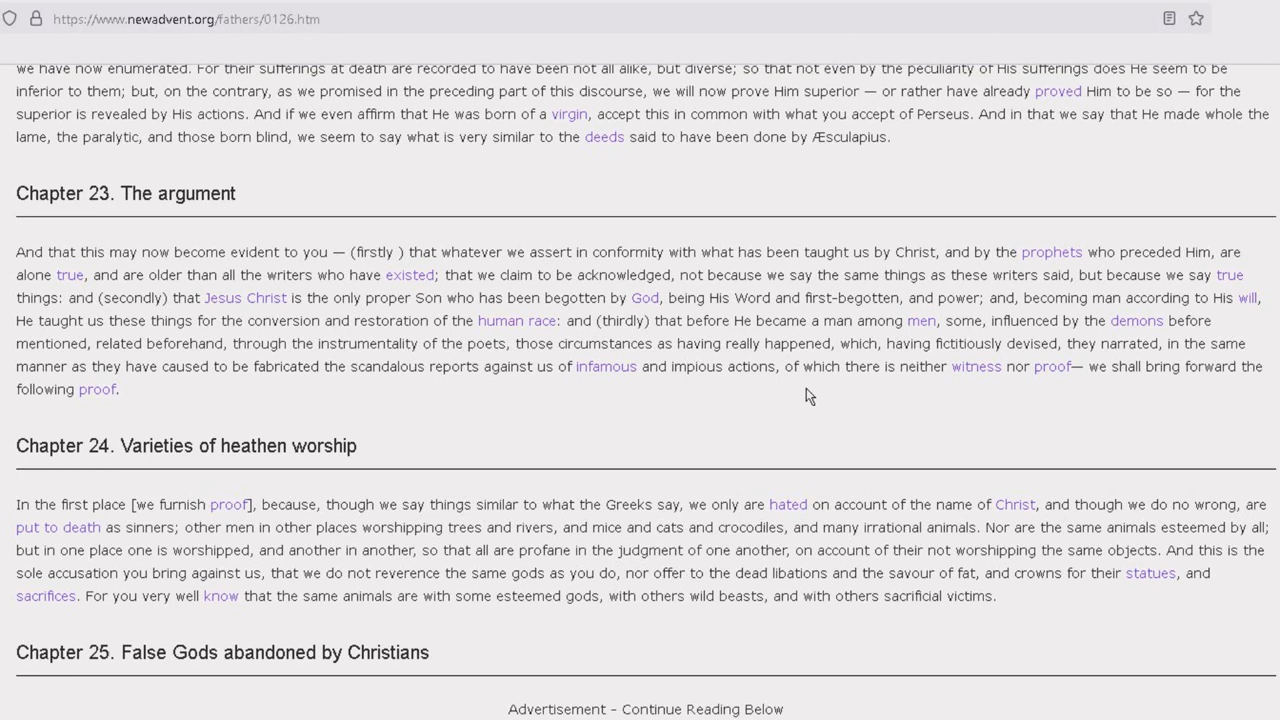 https://www.newadvent.org/fathers/0126.htm
we have now enumerated. For their sufferings at death are recorded to have been not all alike, but diverse; so that not even by the peculiarity of His sufferings does He seem to be
inferior to them; but, on the contrary, as we promised in the preceding part of this discourse, we will now prove Him superior — or rather have already proved Him to be so — for the
superior is revealed by His actions. And if we even affirm that He was born of a virgin, accept this in common with what you accept of Perseus. And in that we say that He made whole the
lame, the paralytic, and those born blind, we seem to say what is very similar to the deeds said to have been done by Æsculapius.
Chapter 23. The argument
And that this may now become evident to you — (firstly ) that whatever we assert in conformity with what has been taught us by Christ, and by the prophets who preceded Him, are
alone true, and are older than all the writers who have existed; that we claim to be acknowledged, not because we say the same things as these writers said, but because we say true
things: and (secondly) that Jesus Christ is the only proper Son who has been begotten by God, being His Word and first-begotten, and power; and, becoming man according to His will,
He taught us these things for the conversion and restoration of the human race: and (thirdly) that before He became a man among men, some, influenced by the demons before
mentioned, related beforehand, through the instrumentality of the poets, those circumstances as having really happened, which, having fictitiously devised, they narrated, in the same
manner as they have caused to be fabricated the scandalous reports against us of infamous and impious actions, of which there is neither witness nor proof— we shall bring forward the
following proof.
Chapter 24. Varieties of heathen worship
In the first place [we furnish proof], because, though we say things similar to what the Greeks say, we only are hated on account of the name of Christ, and though we do no wrong, are
put to death as sinners; other men in other places worshipping trees and rivers, and mice and cats and crocodiles, and many irrational animals. Nor are the same animals esteemed by all;
but in one place one is worshipped, and another in another, so that all are profane in the judgment of one another, on account of their not worshipping the same objects. And this is the
sole accusation you bring against us, that we do not reverence the same gods as you do, nor offer to the dead libations and the savour of fat, and crowns for their statues, and
sacrifices. For you very well know that the same animals are with some esteemed gods, with others wild beasts, and with others sacrificial victims.
Chapter 25. False Gods abandoned by Christians
Advertisement - Continue Reading Below